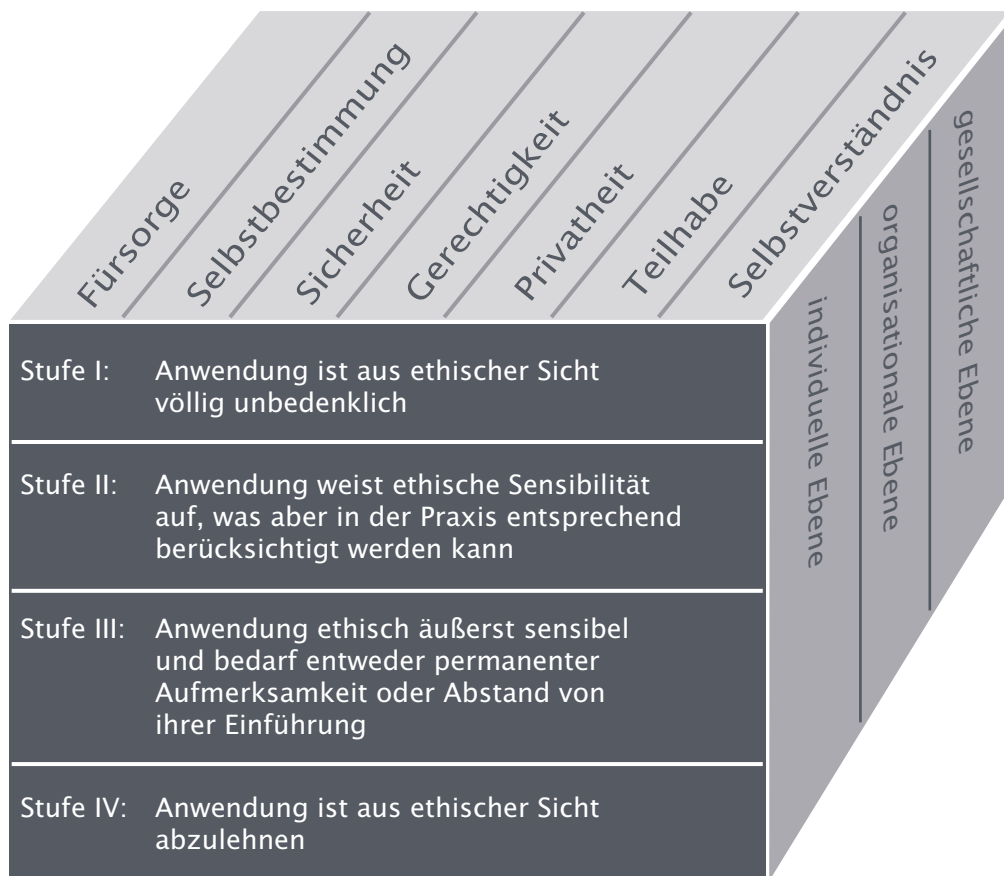 Fürsorge
Selbstbestimmung
Sicherheit
Gerechtigkeit
Privatheit
Teilhabe
Selbstverständnis
individuelle Ebene
organisationale Ebene
gesellschaftliche Ebene
Stufe I: Anwendung ist aus ethischer Sicht
völlig unbedenklich
Stufe II: Anwendung weist ethische Sensibilität
auf, was aber in der Praxis entsprechend
berücksichtigt werden kann
Stufe III: Anwendung ethisch äußerst sensibel
und bedarf entweder permanenter
Aufmerksamkeit oder Abstand von
ihrer Einführung
Stufe IV: Anwendung ist aus ethischer Sicht
abzulehnen